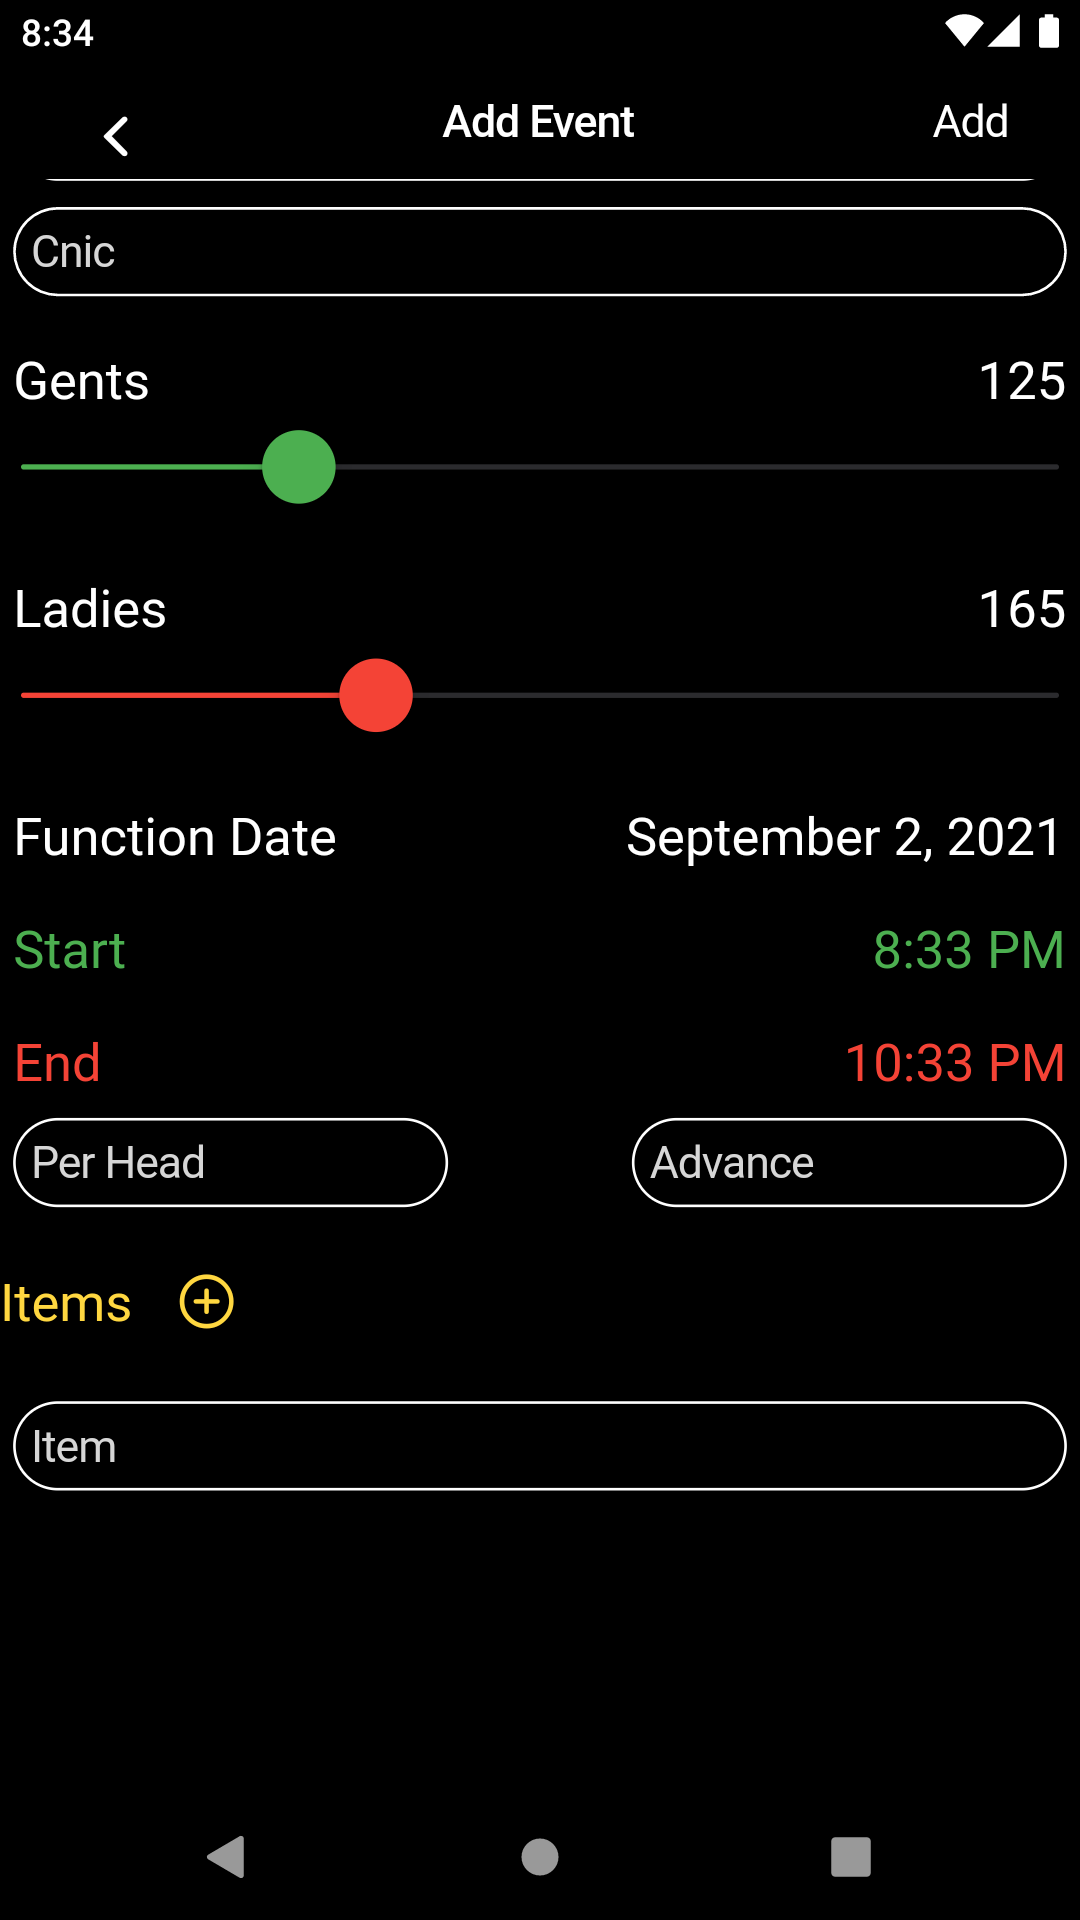 8:34
Add Event
Add
Cnic
Gents 125
Ladies 165
Function Date September 2, 2021
Start 8:33 PM
End 10:33 PM
Per Head Advance
Items
Item